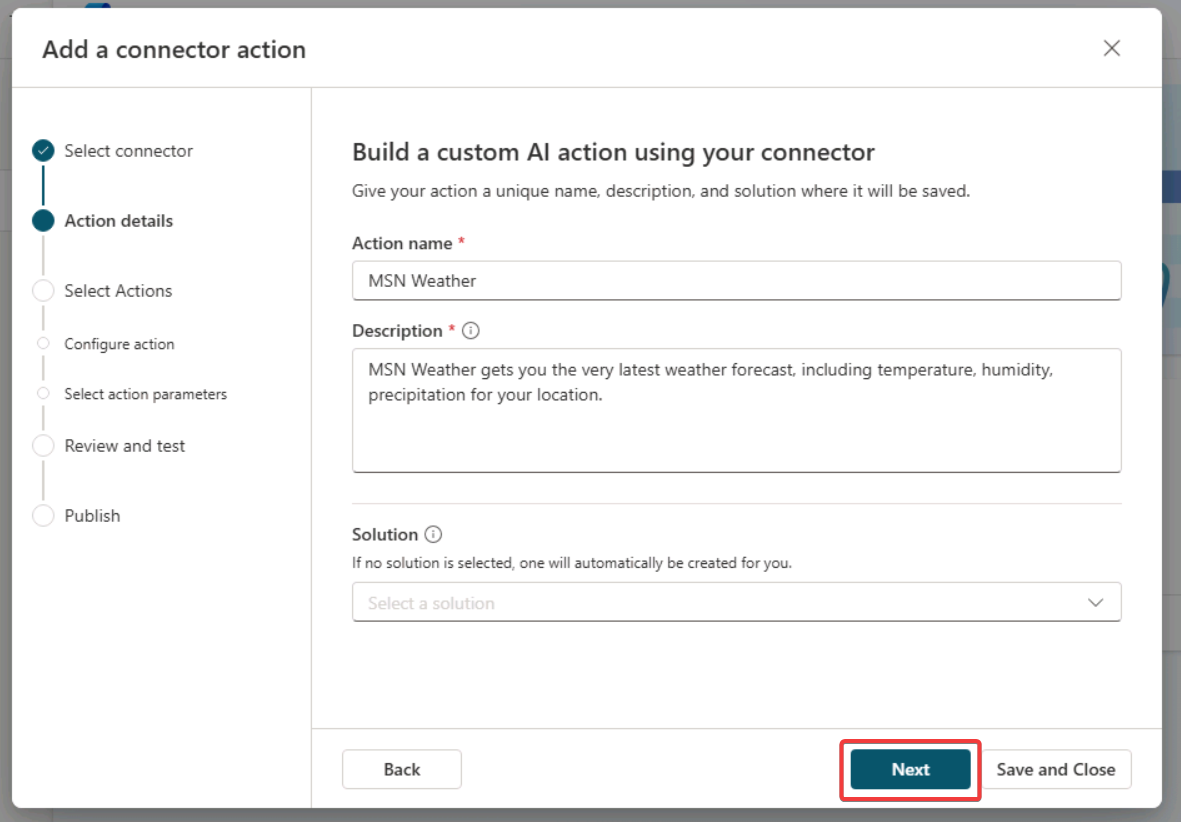 Add a connector action
Select connector
Action details
Select Actions
Configure action
Select action parameters
Review and test
Publish
Build a custom AI action using your connector
Give your action a unique name, description, and solution where it will be saved.
Action name *
MSN Weather
Description *
MSN Weather gets you the very latest weather forecast, including temperature, humidity,
precipitation for your location.
Solution
If no solution is selected, one will automatically be created for you.
Select a solution
Back
Next
Save and Close